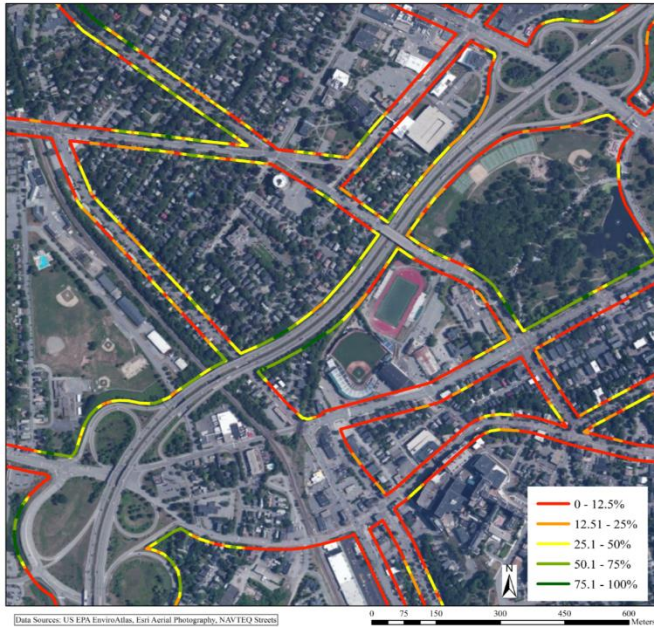 0 - 12.5%
12.51 - 25%
25.1 - 50%
50.1 - 75%
75.1 - 100%
N
Data Sources: US EPA EnviroAtlas, Esri Aerial Photography, NAVTEQ Streets
0 75 150 300 450 600
Meters